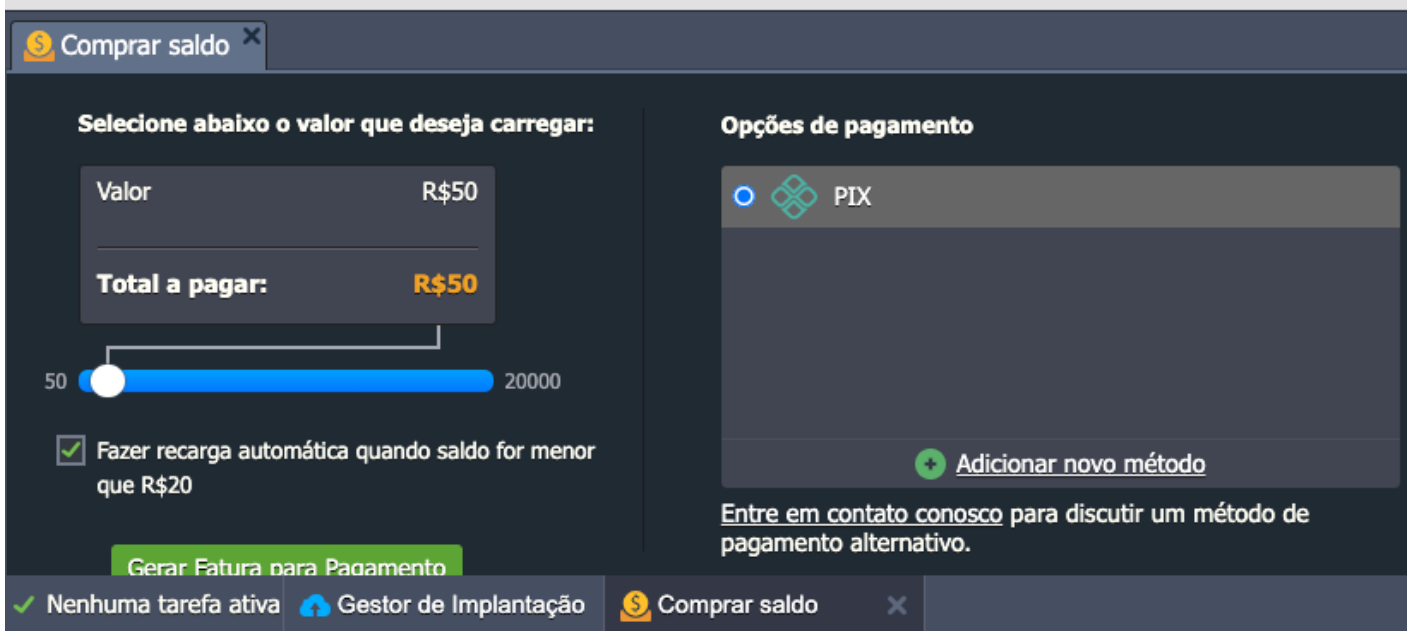 Comprar saldo
Selecione abaixo o valor que deseja carregar:
Valor R$50
Total a pagar: R$50
50 20000
Fazer recarga automática quando saldo for menor
que R$20
Gerar Fatura para Pagamento
Opções de pagamento
PIX
Adicionar novo método
Entre em contato conosco para discutir um método de
pagamento alternativo.
Nenhuma tarefa ativa Gestor de Implantação Comprar saldo